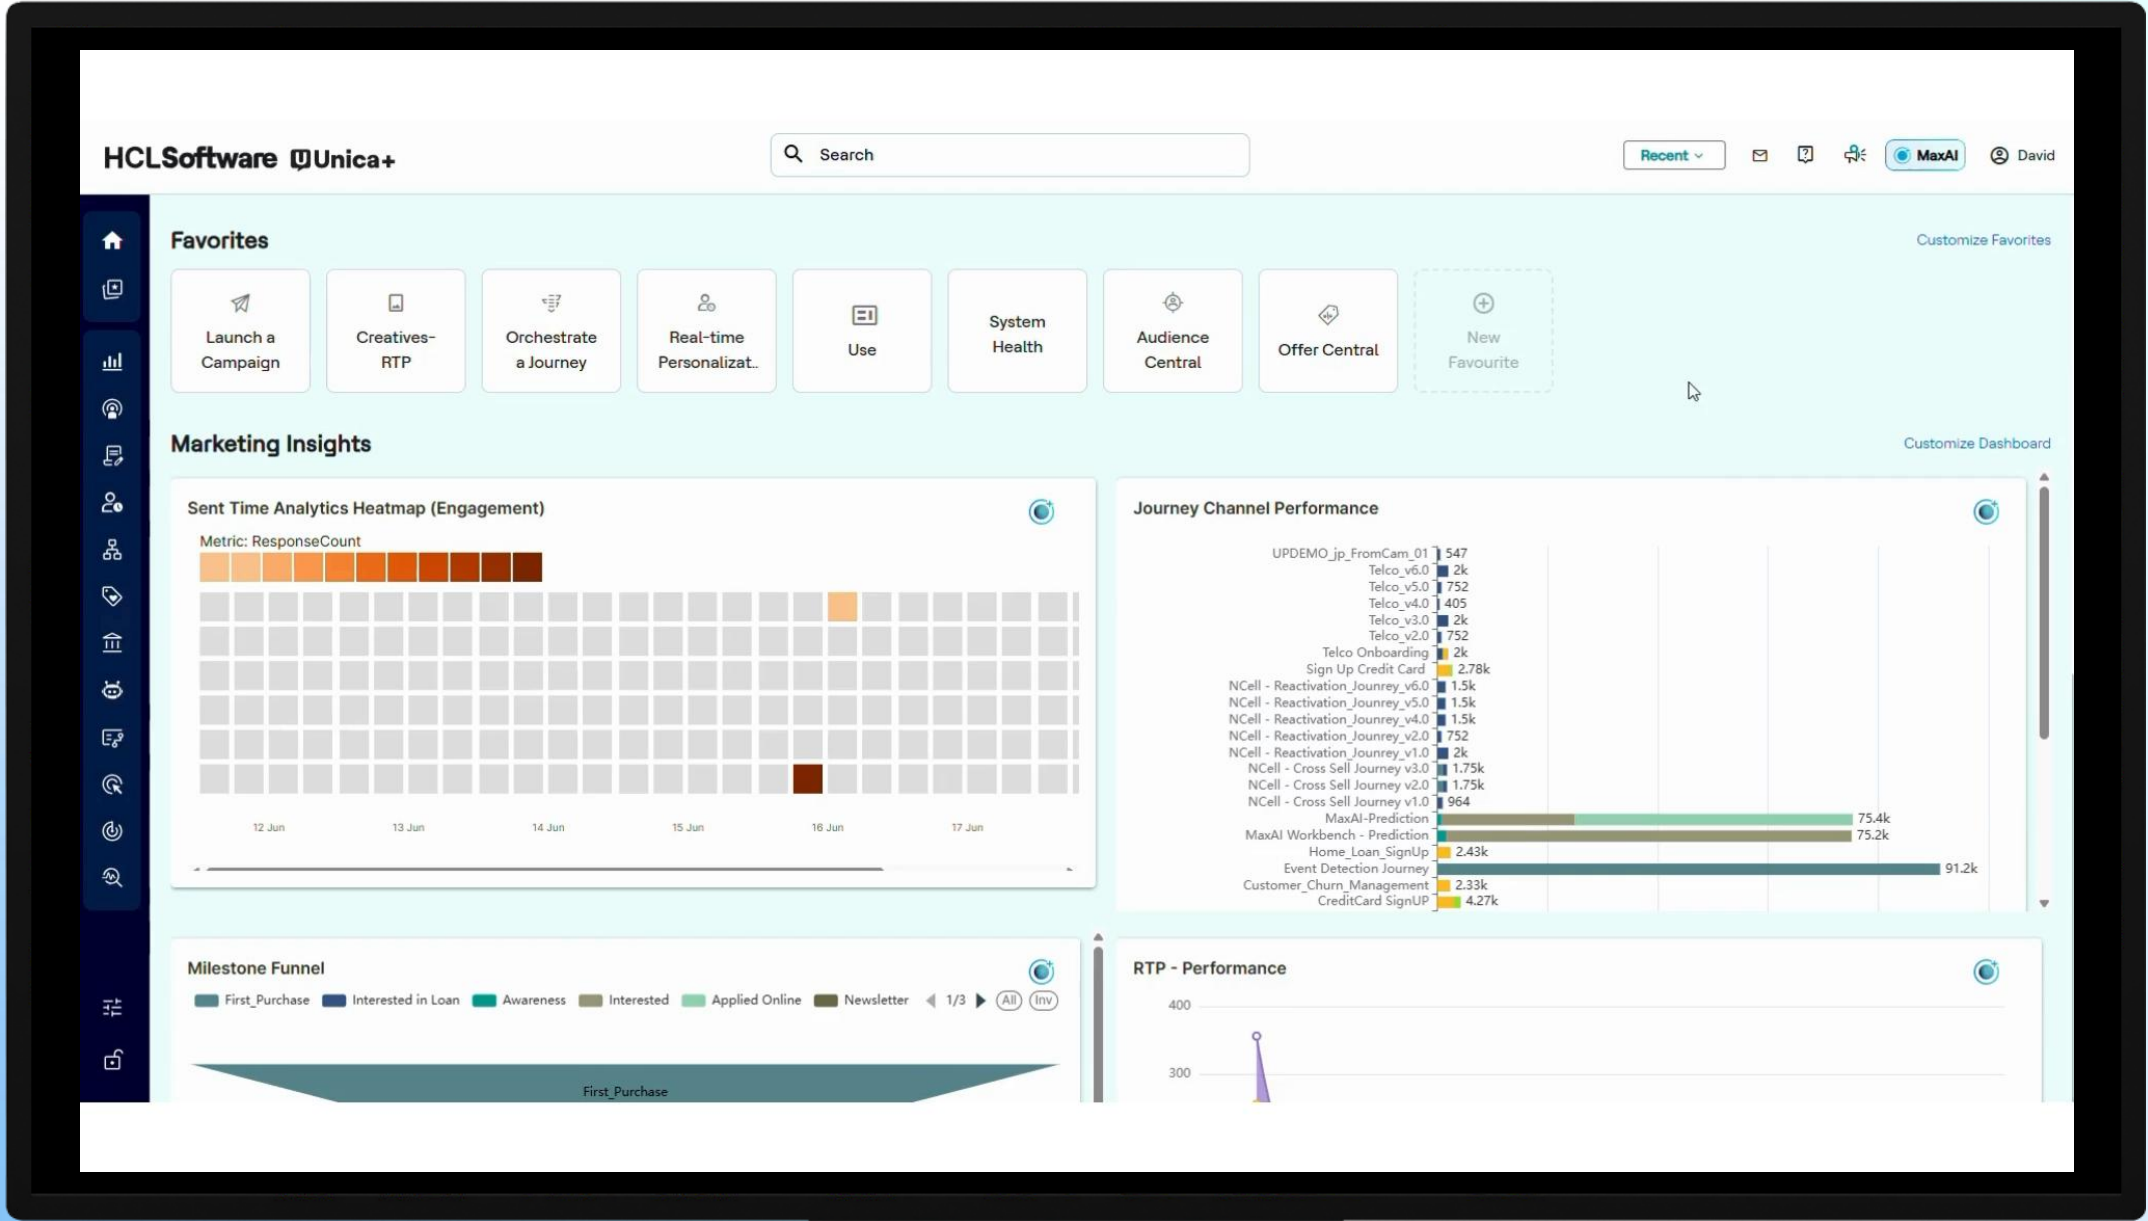 HCLSoftware Unica+
Search
Recent
MaxAI
David
Favorites
Customize Favorites
Launch a
Campaign
Creatives-
RTP
Orchestrate
a Journey
Real-time
Personalizat..
Use
System
Health
Audience
Central
Offer Central
New
Favourite
Marketing Insights
Customize Dashboard
Sent Time Analytics Heatmap (Engagement)
Metric: ResponseCount
12 Jun 13 Jun 14 Jun 15 Jun 16 Jun 17 Jun
Journey Channel Performance
UPDEMO_jp_FromCam_01 547
Telco_v6.0 2k
Telco_v5.0 752
Telco_v4.0 405
Telco_v3.0 2k
Telco_v2.0 752
Telco Onboarding 2k
Sign Up Credit Card 2.78k
NCell - Reactivation_Jounrey_v6.0 1.5k
NCell - Reactivation_Jounrey_v5.0 1.5k
NCell - Reactivation_Jounrey_v4.0 1.5k
NCell - Reactivation_Jounrey_v2.0 752
NCell - Reactivation_Jounrey_v1.0 2k
NCell - Cross Sell Journey v3.0 1.75k
NCell - Cross Sell Journey v2.0 1.75k
NCell - Cross Sell Journey v1.0 964
MaxAI-Prediction 75.4k
MaxAI Workbench - Prediction 75.2k
Home_Loan_SignUp 2.43k
Event Detection Journey 91.2k
Customer_Churn_Management 2.33k
CreditCard SignUP 4.27k
Milestone Funnel
First_Purchase Interested in Loan Awareness Interested Applied Online Newsletter 1/3 All Inv
First_Purchase
RTP - Performance
400
300